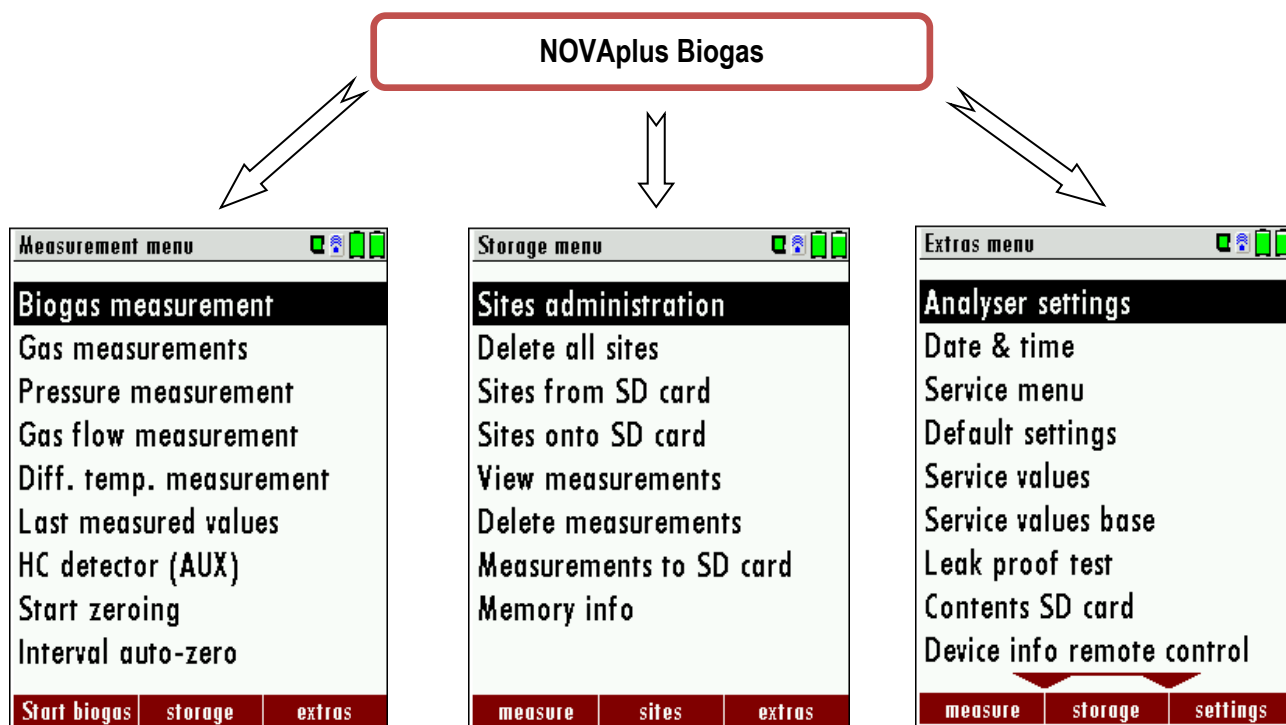 NOVAplus Biogas
Measurement menu
Biogas measurement
Gas measurements
Pressure measurement
Gas flow measurement
Diff. temp. measurement
Last measured values
HC detector (AUX)
Start zeroing
Interval auto-zero
Start biogas storage extras
Storage menu
Sites administration
Delete all sites
Sites from SD card
Sites onto SD card
View measurements
Delete measurements
Measurements to SD card
Memory info
measure sites extras
Extras menu
Analyser settings
Date & time
Service menu
Default settings
Service values
Service values base
Leak proof test
Contents SD card
Device info remote control
measure storage settings